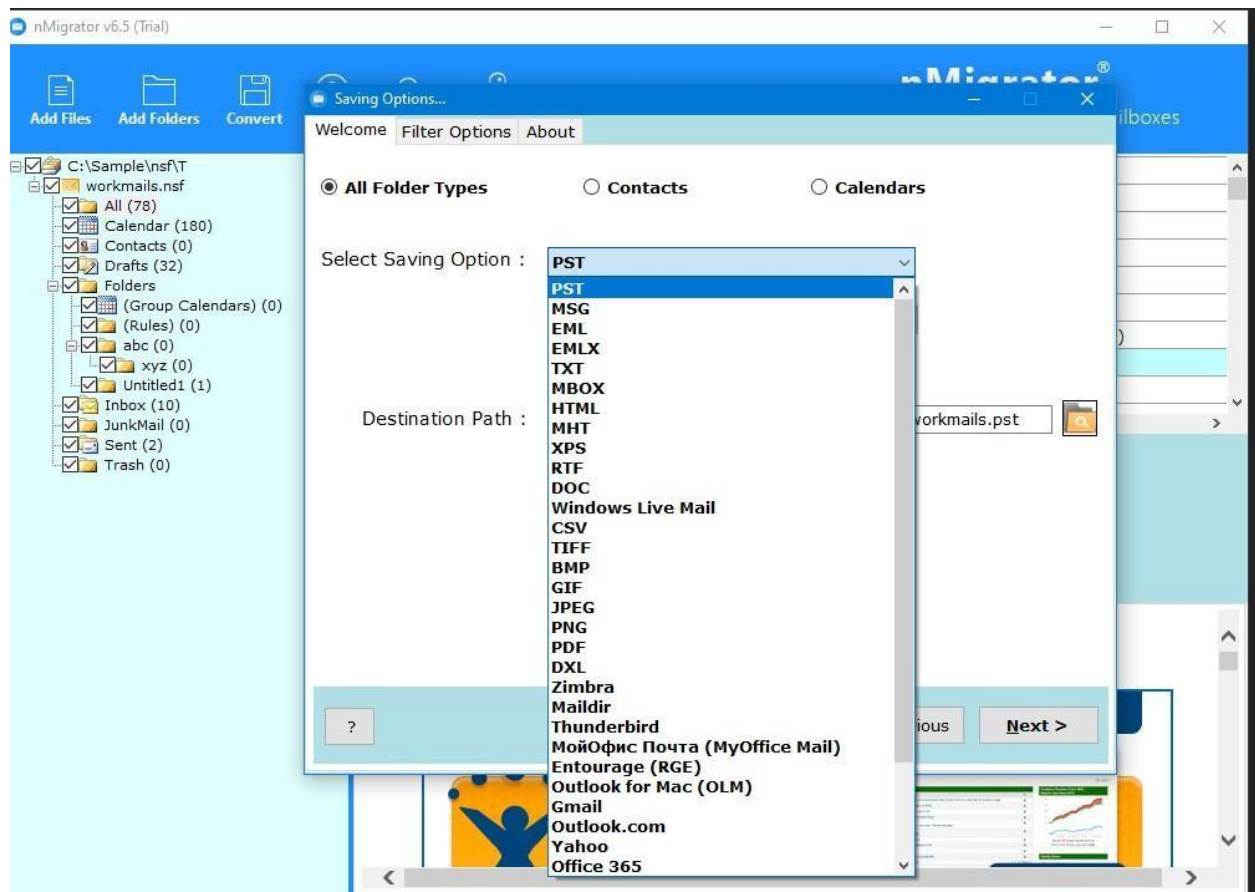 nMigrator v6.5 (Trial)
nMigrator®
Add Files Add Folders Convert
ilboxes
Saving Options...
Welcome Filter Options About
C:\Sample\nsf\T
workmails.nsf
All (78)
Calendar (180)
Contacts (0)
Drafts (32)
Folders
(Group Calendars) (0)
(Rules) (0)
abc (0)
xyz (0)
Untitled1 (1)
Inbox (10)
JunkMail (0)
Sent (2)
Trash (0)
All Folder Types Contacts Calendars
Select Saving Option : PST
PST
MSG
EML
EMLX
TXT
MBOX
HTML
MHT
XPS
RTF
DOC
Windows Live Mail
CSV
TIFF
BMP
GIF
JPEG
PNG
PDF
DXL
Zimbra
Maildir
Thunderbird
МойОфис Почта (MyOffice Mail)
Entourage (RGE)
Outlook for Mac (OLM)
Gmail
Outlook.com
Yahoo
Office 365
)
Destination Path : workmails.pst
? ious Next >